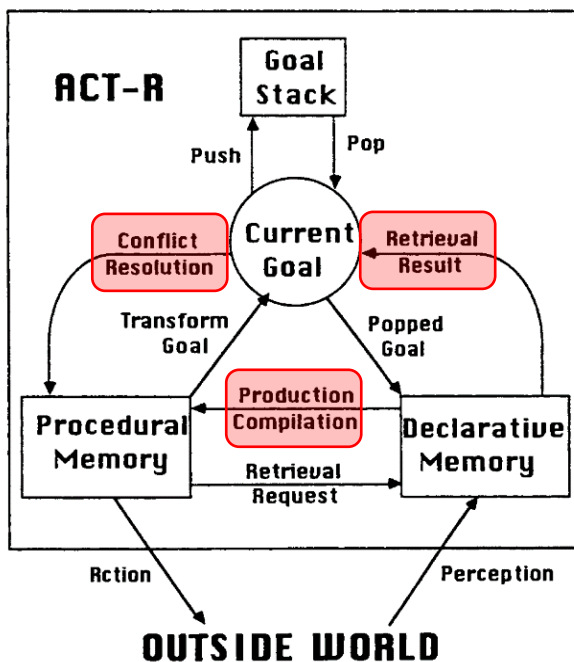 Goal
Stack
ACT-R
Push
Pop
Conflict
Resolution
Current
Goal
Retrieval
Result
Transform
Goal
Popped
Goal
Production
Compilation
Procedural
Memory
Declarative
Memory
Retrieval
Request
Action
Perception
OUTSIDE WORLD